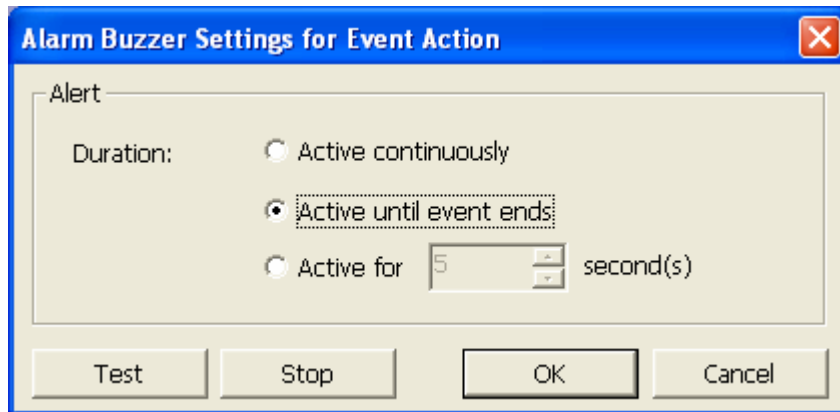 Alarm Buzzer Settings for Event Action
Alert
Duration:
Active continuously
Active until event ends
Active for 5 second(s)
Test Stop OK Cancel